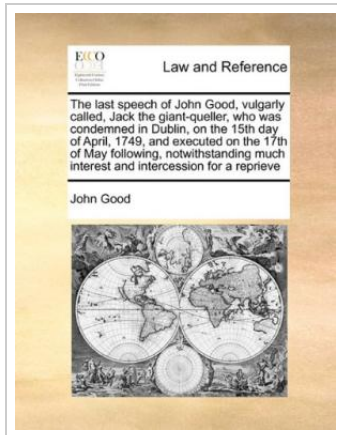 ECCO
Law and Reference
The last speech of John Good, vulgarly
called, Jack the giant-queller, who was
condemned in Dublin, on the 15th day
of April, 1749, and executed on the 17th
of May following, notwithstanding much
interest and intercession for a reprieve
John Good